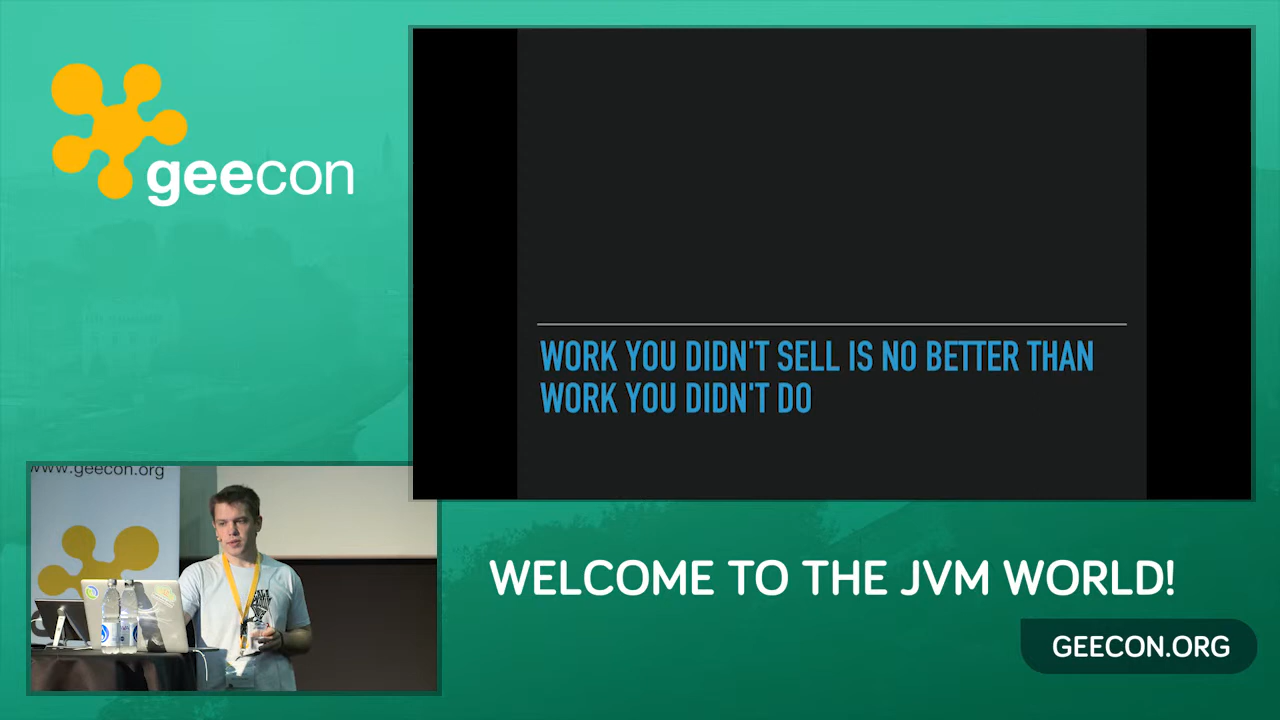 geecon
WORK YOU DIDN'T SELL IS NO BETTER THAN
WORK YOU DIDN'T DO
www.geecon.org
WELCOME TO THE JVM WORLD!
GEECON.ORG